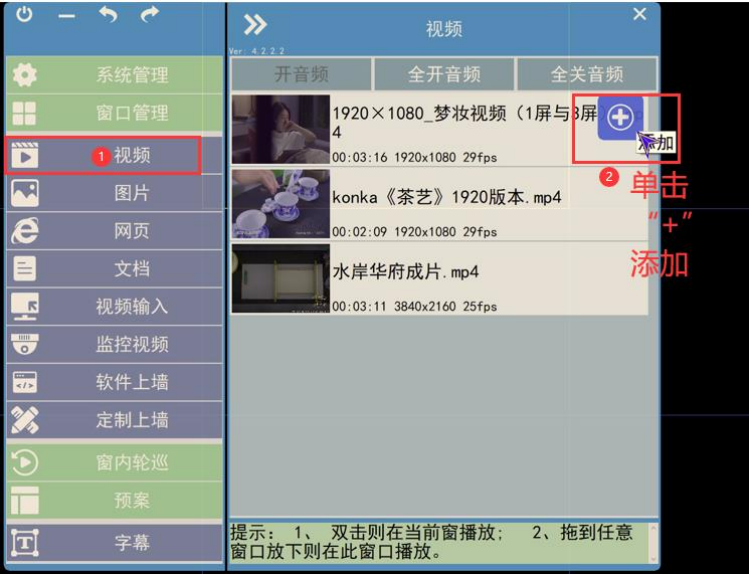 视频
Ver: 4.2.2.2
系统管理
窗口管理
1 视频
图片
网页
文档
视频输入
监控视频
软件上墙
定制上墙
窗内轮巡
预案
字幕
开音频 全开音频 全关音频
1920×1080_梦妆视频（1屏与3屏
4
00:03:16 1920x1080 29fps
添加
konka《茶艺》1920版本.mp4
00:02:09 1920x1080 29fps
水岸华府成片.mp4
00:03:11 3840x2160 25fps
2 单击
“+”
添加
提示： 1、 双击则在当前窗播放； 2、拖到任意
窗口放下则在此窗口播放。